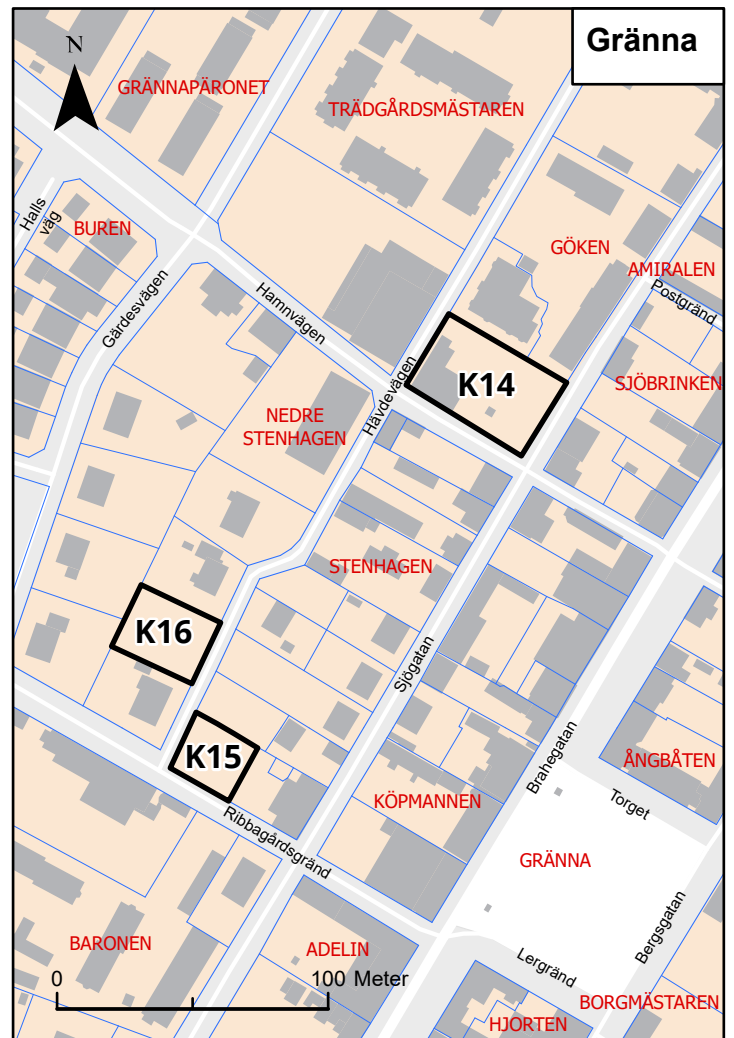 Gränna
N
GRÄNNAPÄRONET
TRÄDGÅRDSMÄSTAREN
Halls
väg
BUREN
GÖKEN
AMIRALEN
Postgränd
Gärdesvägen
Hamnvägen
Hävdevägen
K14
SJÖBRINKEN
NEDRE
STENHAGEN
STENHAGEN
K16
Sjögatan
K15
Brahegatan
ÅNGBÅTEN
KÖPMANNEN
Torget
Ribbagårdsgränd
GRÄNNA
Bergsgatan
BARONEN
ADELIN
Lergränd
0
100 Meter
BORGMÄSTAREN
HJORTEN